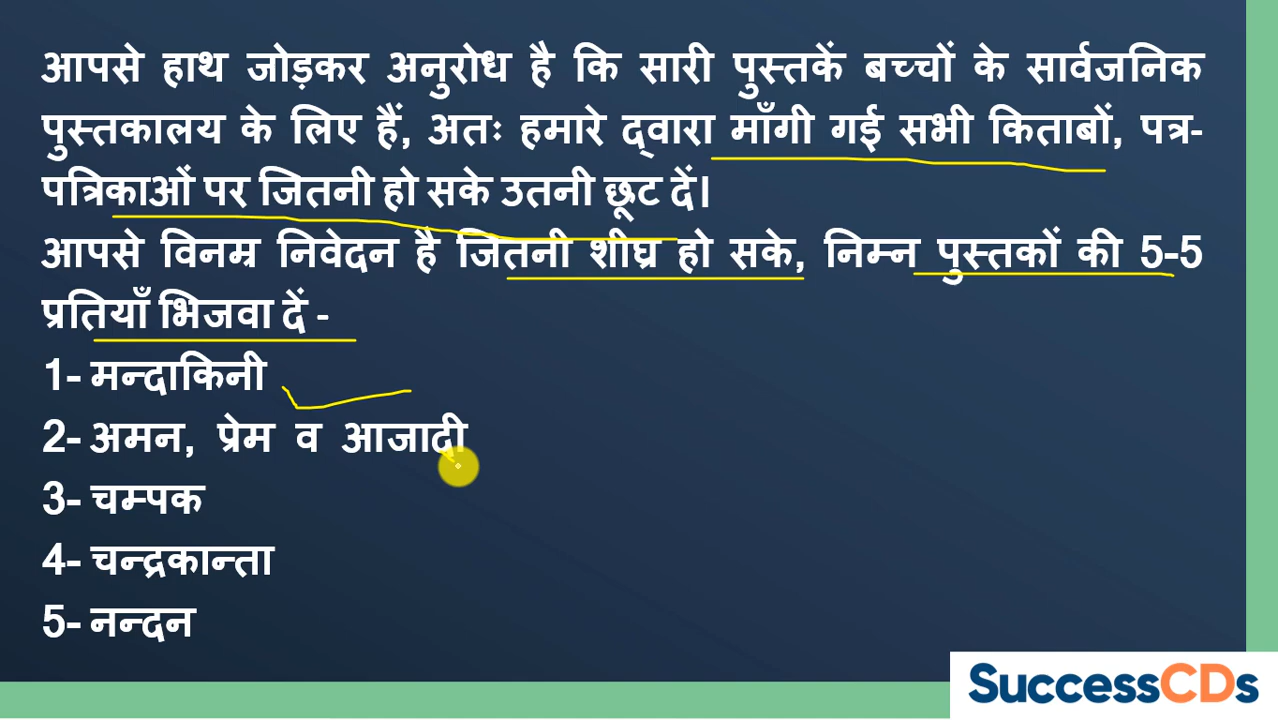 आपसे हाथ जोड़कर अनुरोध है कि सारी पुस्तकें बच्चों के सार्वजनिक
पुस्तकालय के लिए हैं, अतः हमारे द्वारा माँगी गई सभी किताबों, पत्र-
पत्रिकाओं पर जितनी हो सके उतनी छूट दें।
आपसे विनम्र निवेदन है जितनी शीघ्र हो सके, निम्न पुस्तकों की 5-5
प्रतियाँ भिजवा दें -
1- मन्दाकिनी
2- अमन, प्रेम व आजादी
3- चम्पक
4- चन्द्रकान्ता
5- नन्दन
SuccessCDs